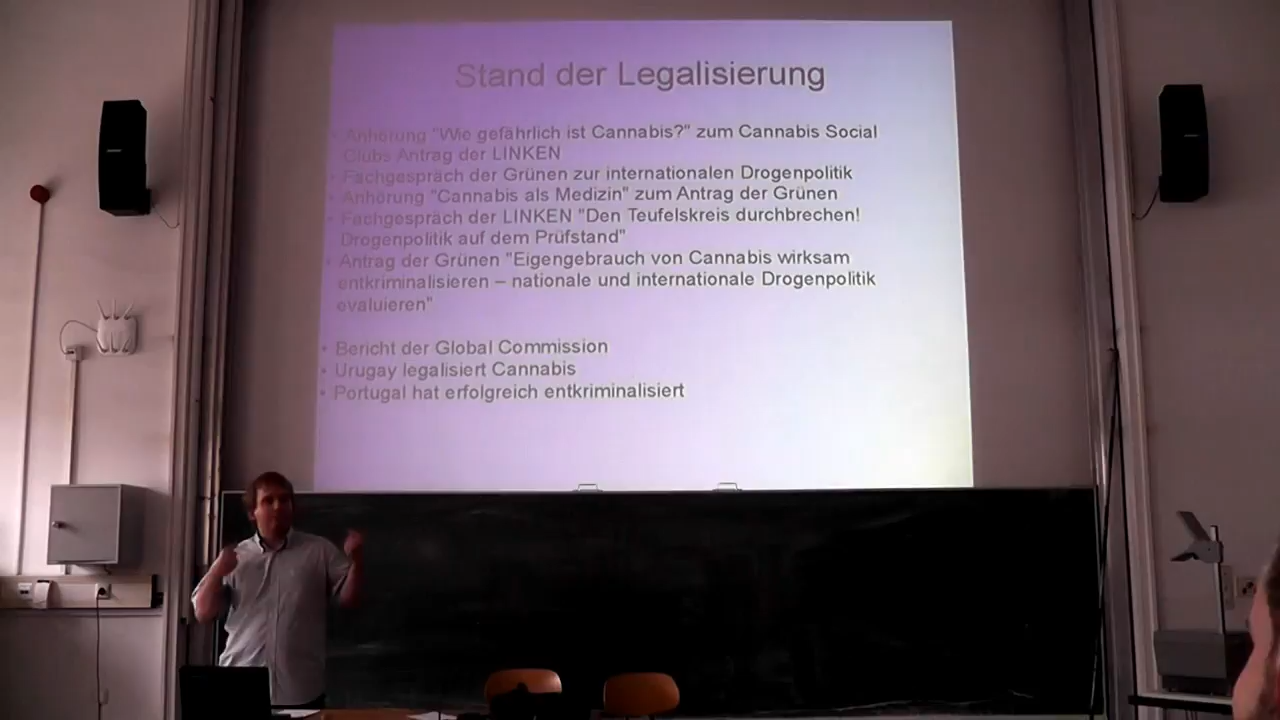 Stand der Legalisierung
• Anhörung "Wie gefährlich ist Cannabis?" zum Cannabis Social
Clubs Antrag der LINKEN
• Fachgespräch der Grünen zur internationalen Drogenpolitik
• Anhörung "Cannabis als Medizin" zum Antrag der Grünen
• Fachgespräch der LINKEN "Den Teufelskreis durchbrechen!
Drogenpolitik auf dem Prüfstand"
• Antrag der Grünen "Eigengebrauch von Cannabis wirksam
entkriminalisieren – nationale und internationale Drogenpolitik
evaluieren"
• Bericht der Global Commission
• Urugay legalisiert Cannabis
• Portugal hat erfolgreich entkriminalisiert